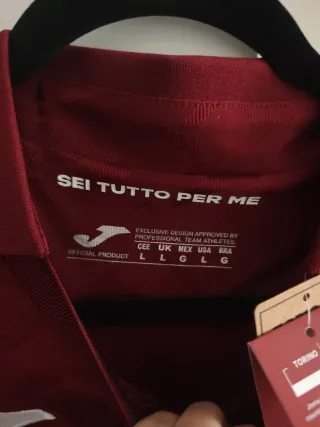 SEI TUTTO PER ME
EXCLUSIVE DESIGN APPROVED BY
PROFESSIONAL TEAM ATHLETES.
OFFICIAL PRODUCT
CEE UK MEX USA BRA
L L G L G
TORINO